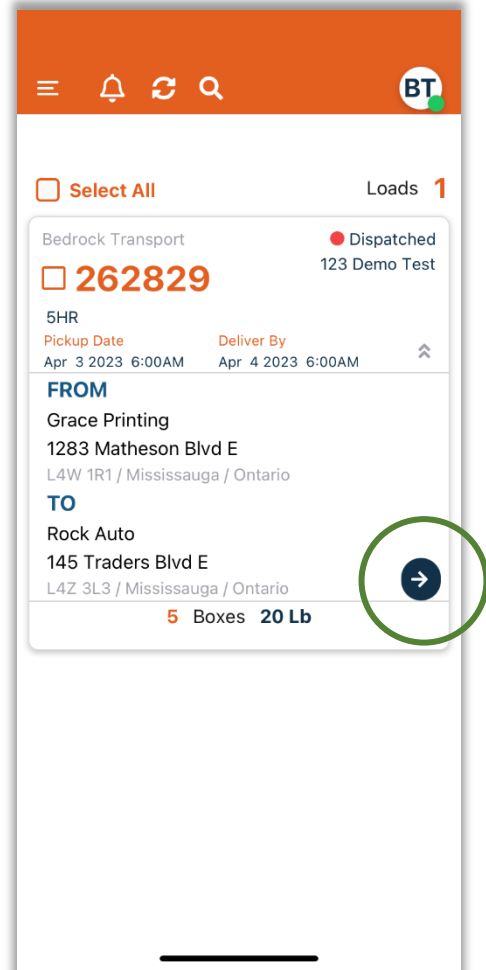 BT
Select All
Loads 1
Bedrock Transport
Dispatched
262829
123 Demo Test
5HR
Pickup Date
Deliver By
Apr 3 2023 6:00AM
Apr 4 2023 6:00AM
FROM
Grace Printing
1283 Matheson Blvd E
L4W 1R1 / Mississauga / Ontario
TO
Rock Auto
145 Traders Blvd E
L4Z 3L3 / Mississauga / Ontario
5 Boxes 20 Lb